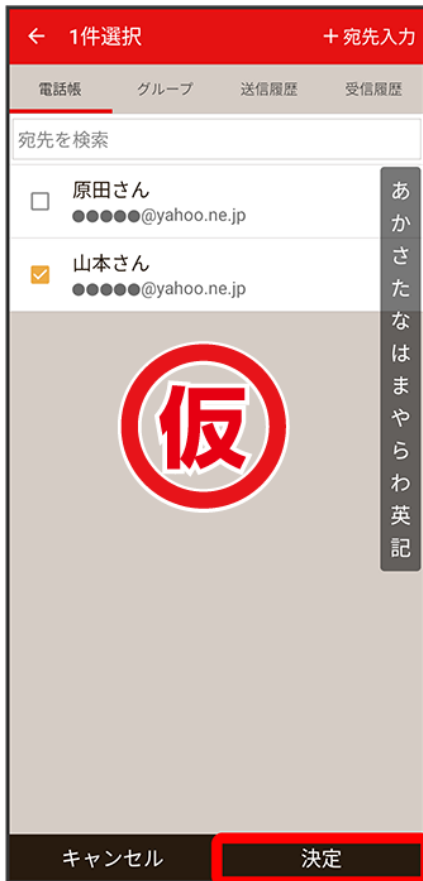 ← 1件選択 +宛先入力
電話帳 グループ 送信履歴 受信履歴
宛先を検索
原田さん
●●●●●@yahoo.ne.jp
山本さん
●●●●●@yahoo.ne.jp
あ
か
さ
た
な
は
ま
や
ら
わ
英
記
仮
キャンセル 決定